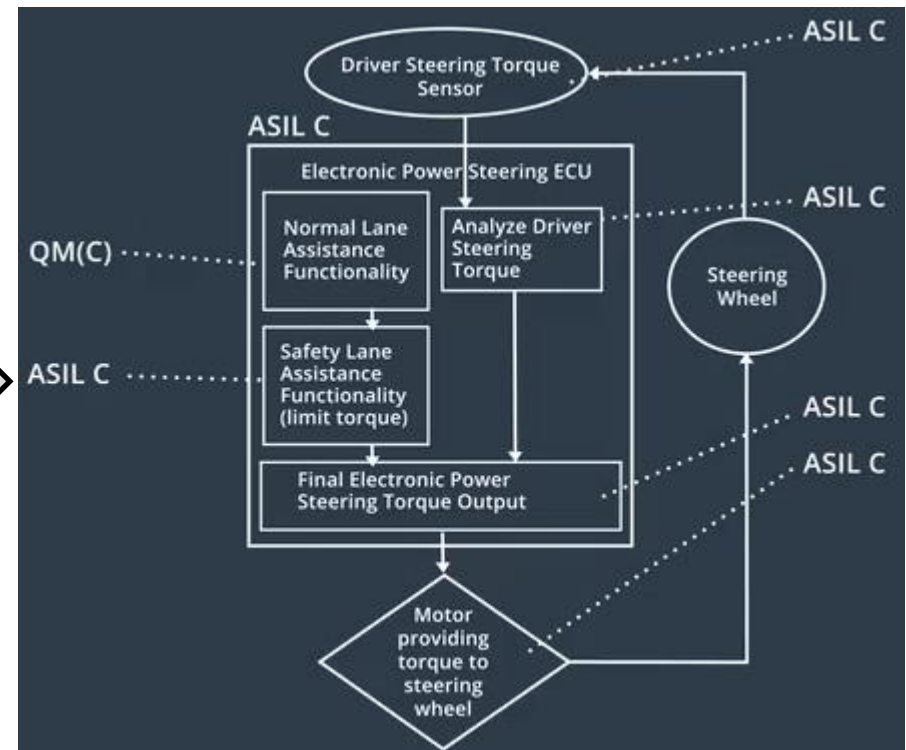 ASIL C
Driver Steering Torque
Sensor
ASIL C
Electronic Power Steering ECU
ASIL C
Normal Lane
Assistance
Functionality
Analyze Driver
Steering
Torque
QM(C)
Steering
Wheel
Safety Lane
Assistance
Functionality
(limit torque)
ASIL C
ASIL C
ASIL C
Final Electronic Power
Steering Torque Output
Motor
providing
torque to
steering
wheel